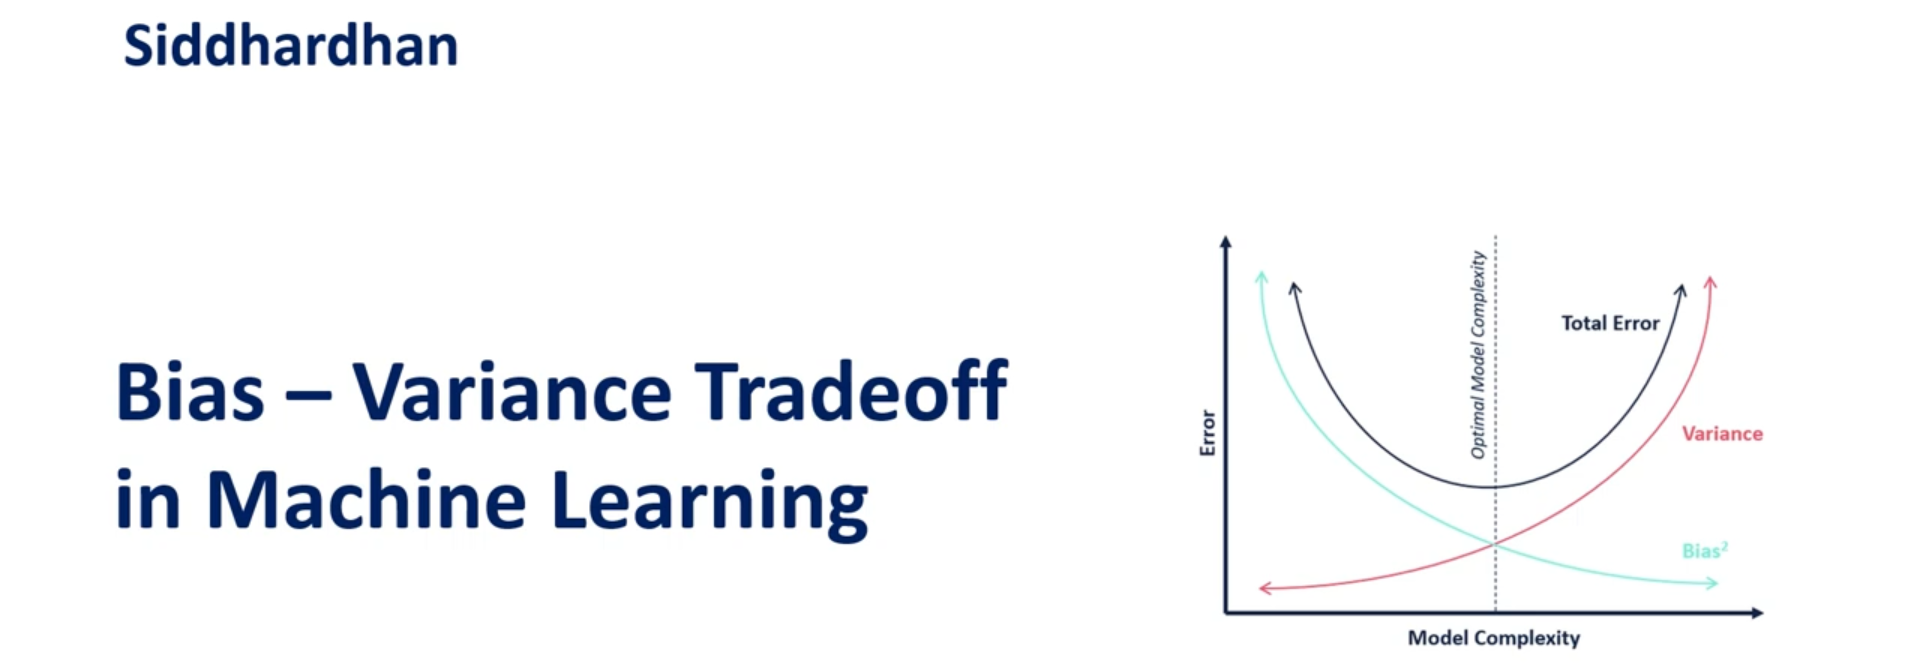 Siddhardhan
Bias – Variance Tradeoff
in Machine Learning
Error
Optimal Model Complexity
Total Error
Variance
Bias²
Model Complexity